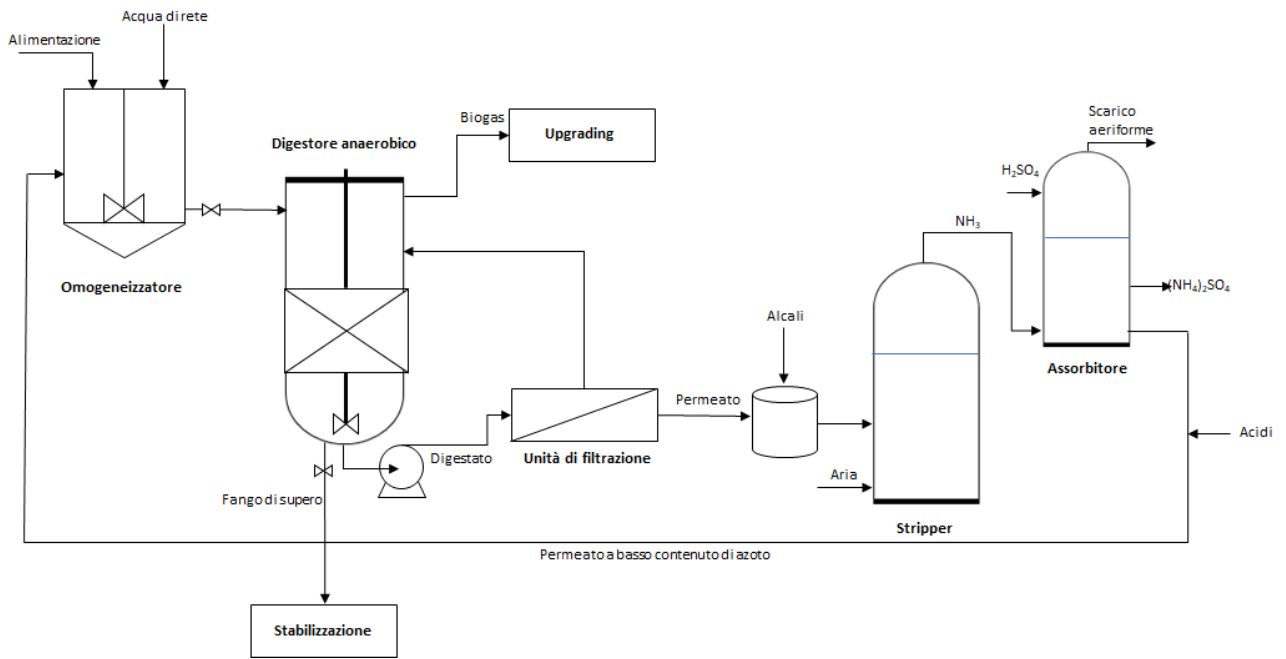 Acqua di rete
Alimentazione
Omogeneizzatore
Digestore anaerobico
Biogas
Upgrading
Scarico
aeriforme
H₂SO₄
NH₃
(NH₄)₂SO₄
Assorbitore
Alcali
Permeato
Unità di filtrazione
Digestato
Fango di supero
Aria
Stripper
Acidi
Permeato a basso contenuto di azoto
Stabilizzazione